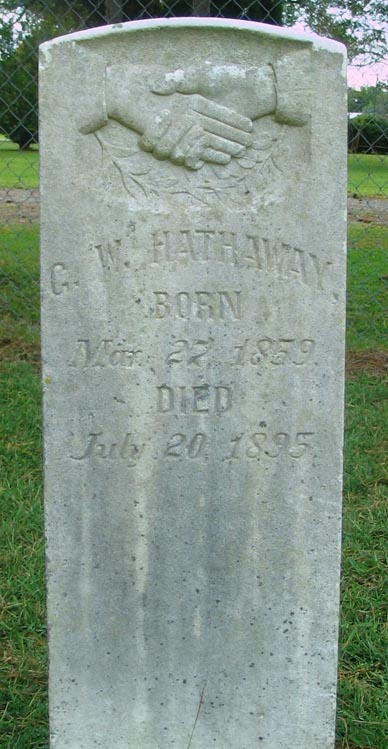 G. W. HATHAWAY.
BORN
Mar. 27, 1859.
DIED
July 20, 1895.